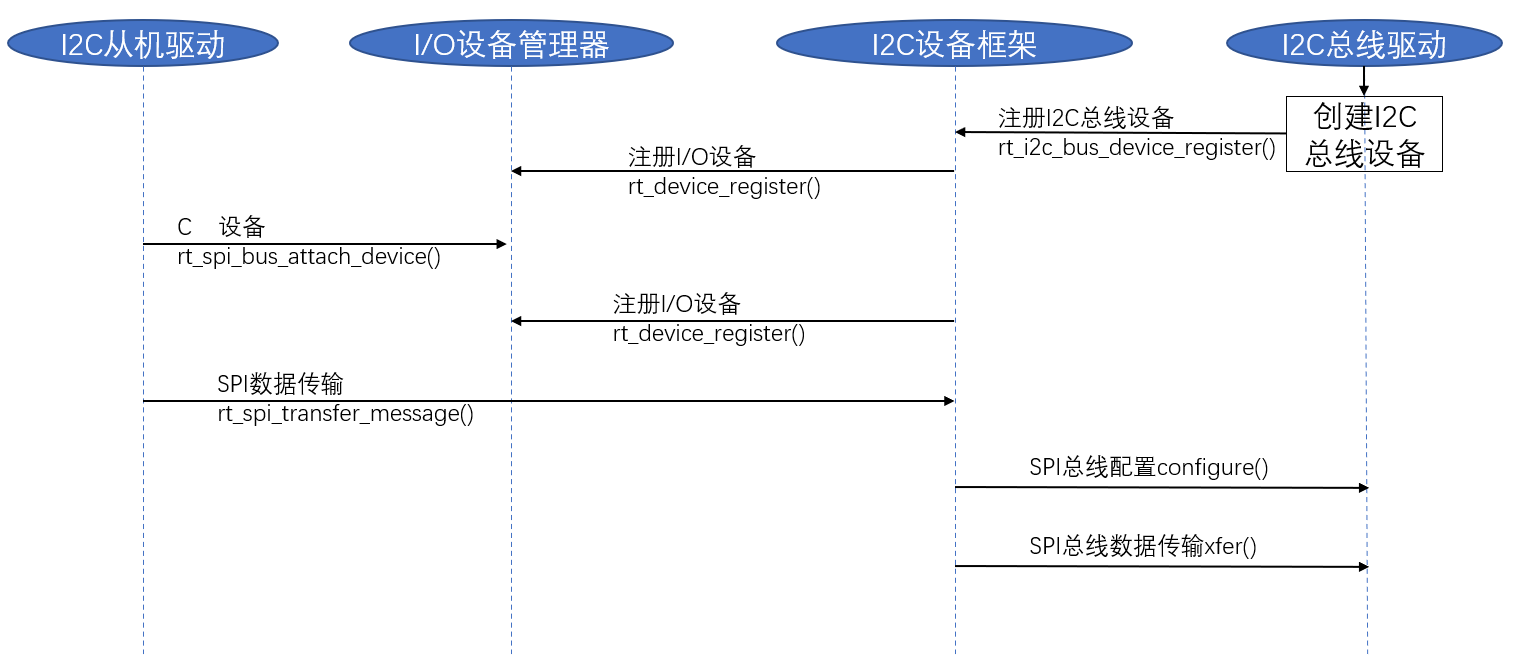 I2C从机驱动
I/O设备管理器
I2C设备框架
I2C总线驱动
创建I2C
总线设备
注册I2C总线设备
rt_i2c_bus_device_register()
注册I/O设备
rt_device_register()
C 设备
rt_spi_bus_attach_device()
注册I/O设备
rt_device_register()
SPI数据传输
rt_spi_transfer_message()
SPI总线配置configure()
SPI总线数据传输xfer()